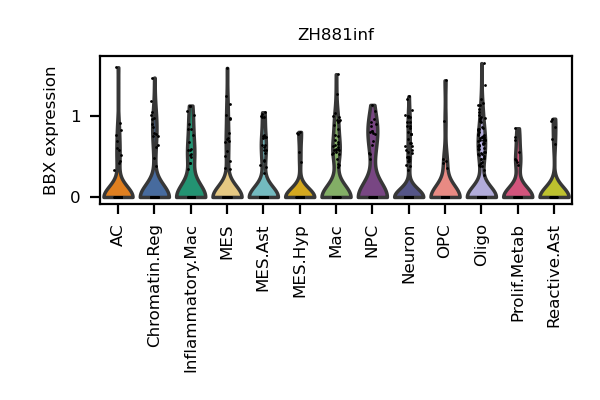 ZH881inf
BBX expression
1
0
AC
Chromatin.Reg
Inflammatory.Mac
MES
MES.Ast
MES.Hyp
Mac
NPC
Neuron
OPC
Oligo
Prolif.Metab
Reactive.Ast